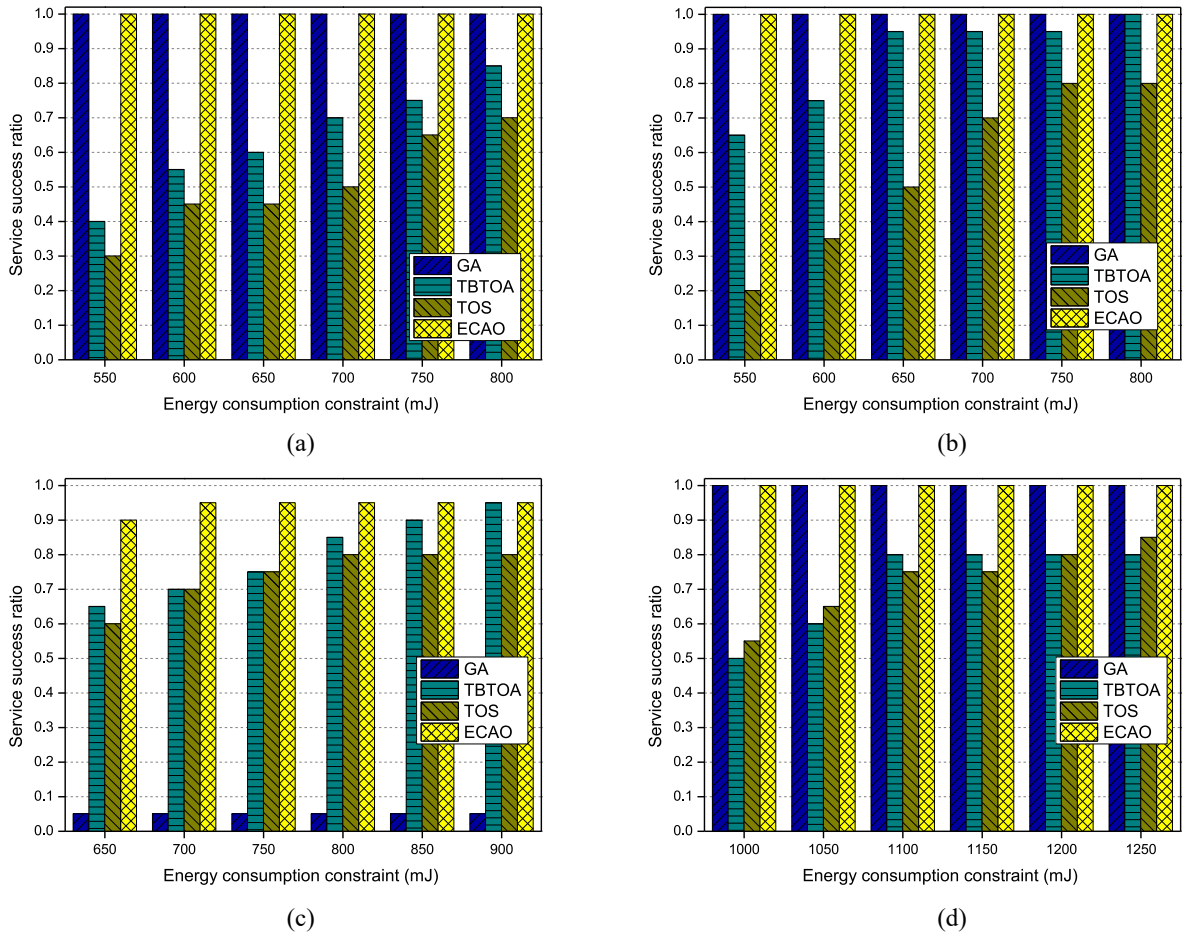 1.0
0.9
0.8
0.7
0.6
0.5
0.4
0.3
0.2
0.1
0.0
Service success ratio
GA
TBTOA
TOS
ECAO
550 600 650 700 750 800
Energy consumption constraint (mJ)
(a)
1.0
0.9
0.8
0.7
0.6
0.5
0.4
0.3
0.2
0.1
0.0
Service success ratio
GA
TBTOA
TOS
ECAO
550 600 650 700 750 800
Energy consumption constraint (mJ)
(b)
1.0
0.9
0.8
0.7
0.6
0.5
0.4
0.3
0.2
0.1
0.0
Service success ratio
GA
TBTOA
TOS
ECAO
650 700 750 800 850 900
Energy consumption constraint (mJ)
(c)
1.0
0.9
0.8
0.7
0.6
0.5
0.4
0.3
0.2
0.1
0.0
Service success ratio
GA
TBTOA
TOS
ECAO
1000 1050 1100 1150 1200 1250
Energy consumption constraint (mJ)
(d)